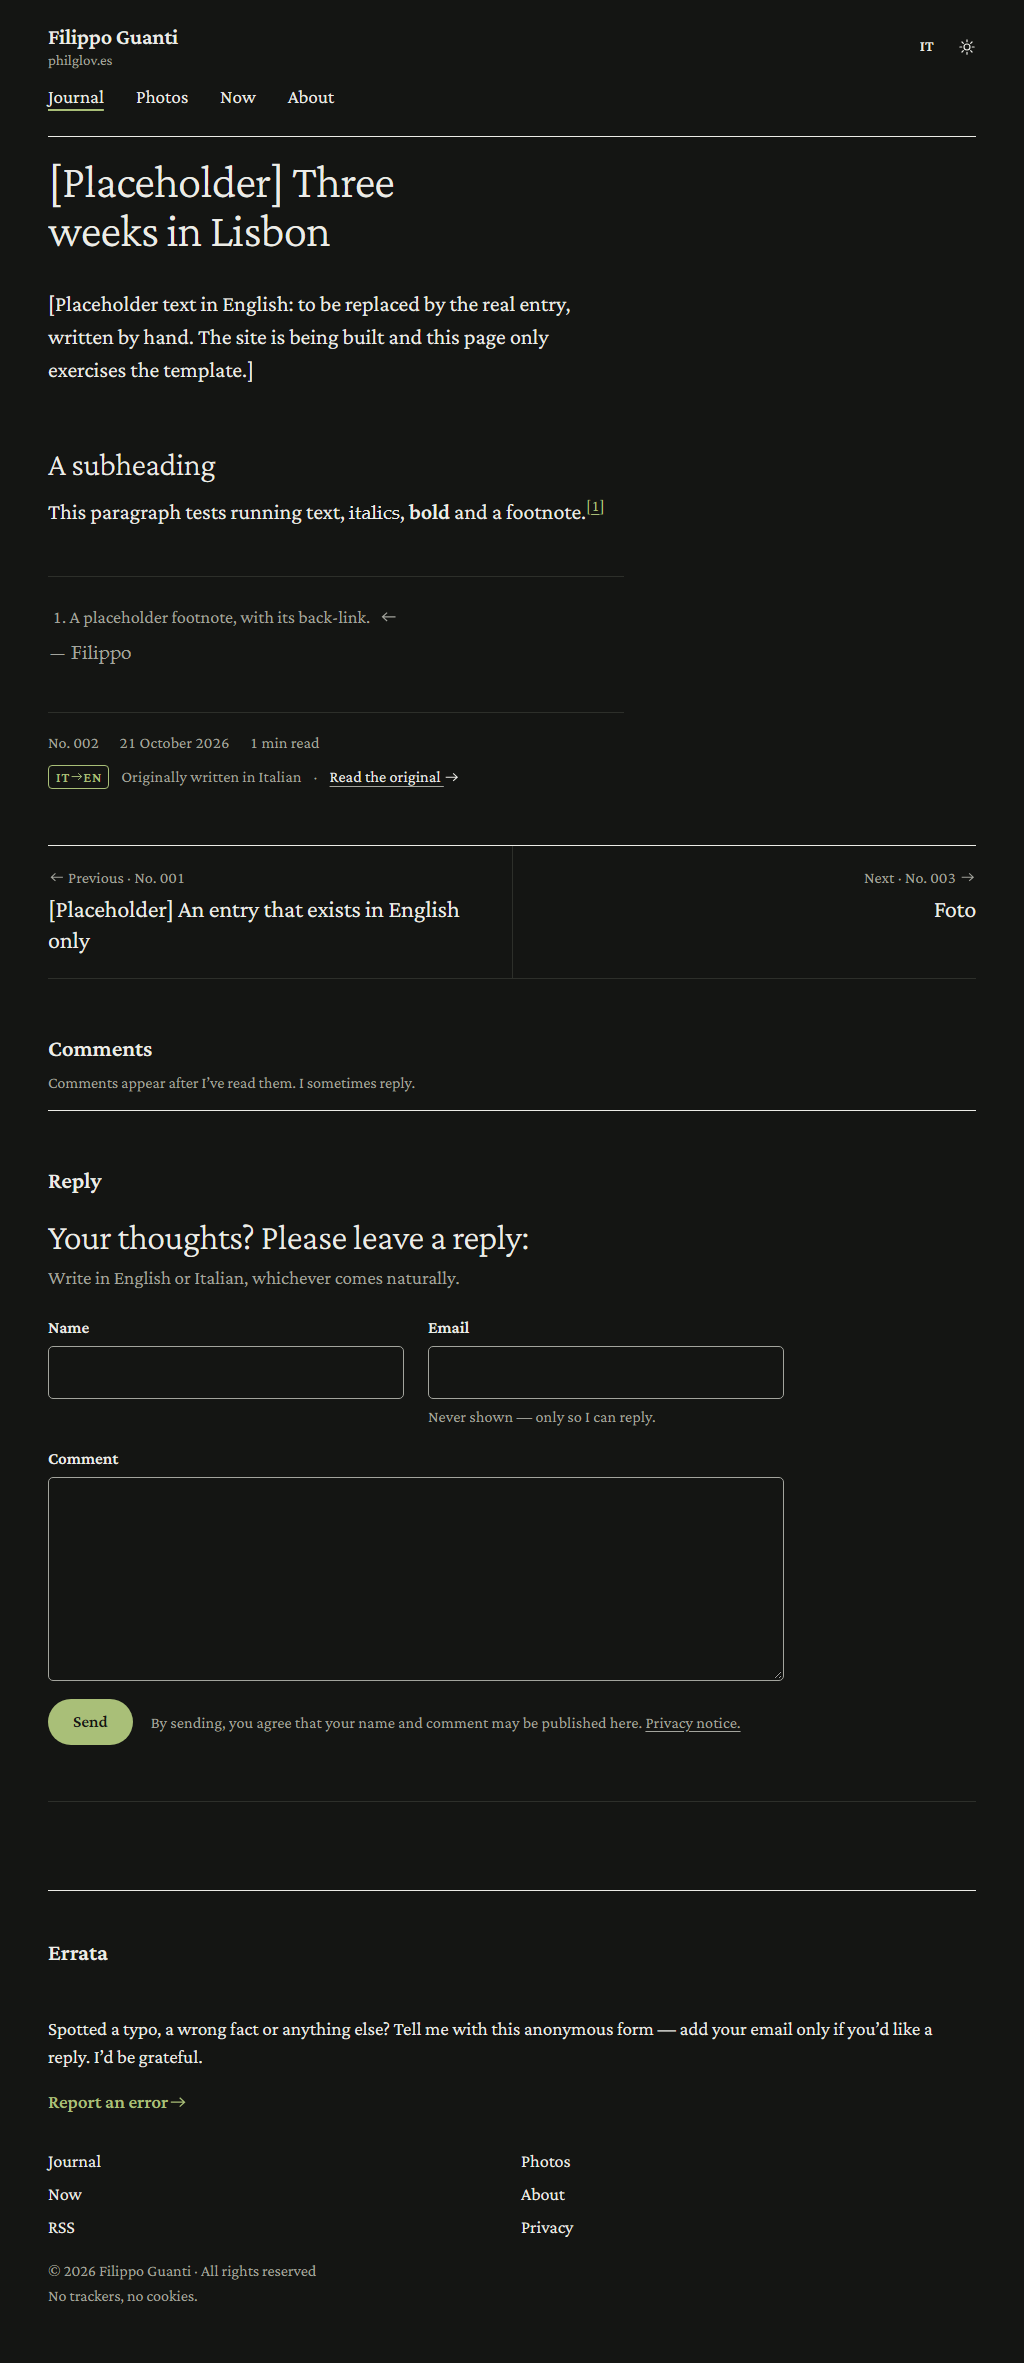 Filippo Guanti
philglov.es
IT
Journal Photos Now About
[Placeholder] Three
weeks in Lisbon
[Placeholder text in English: to be replaced by the real entry,
written by hand. The site is being built and this page only
exercises the template.]
A subheading
This paragraph tests running text, italics, bold and a footnote.[1]
1. A placeholder footnote, with its back-link. ←
— Filippo
No. 002 21 October 2026 1 min read
IT→EN Originally written in Italian · Read the original →
← Previous · No. 001
[Placeholder] An entry that exists in English
only
Next · No. 003 →
Foto
Comments
Comments appear after I’ve read them. I sometimes reply.
Reply
Your thoughts? Please leave a reply:
Write in English or Italian, whichever comes naturally.
Name
Email
Never shown — only so I can reply.
Comment
Send
By sending, you agree that your name and comment may be published here. Privacy notice.
Errata
Spotted a typo, a wrong fact or anything else? Tell me with this anonymous form — add your email only if you’d like a
reply. I’d be grateful.
Report an error→
Journal
Photos
Now
About
RSS
Privacy
© 2026 Filippo Guanti · All rights reserved
No trackers, no cookies.